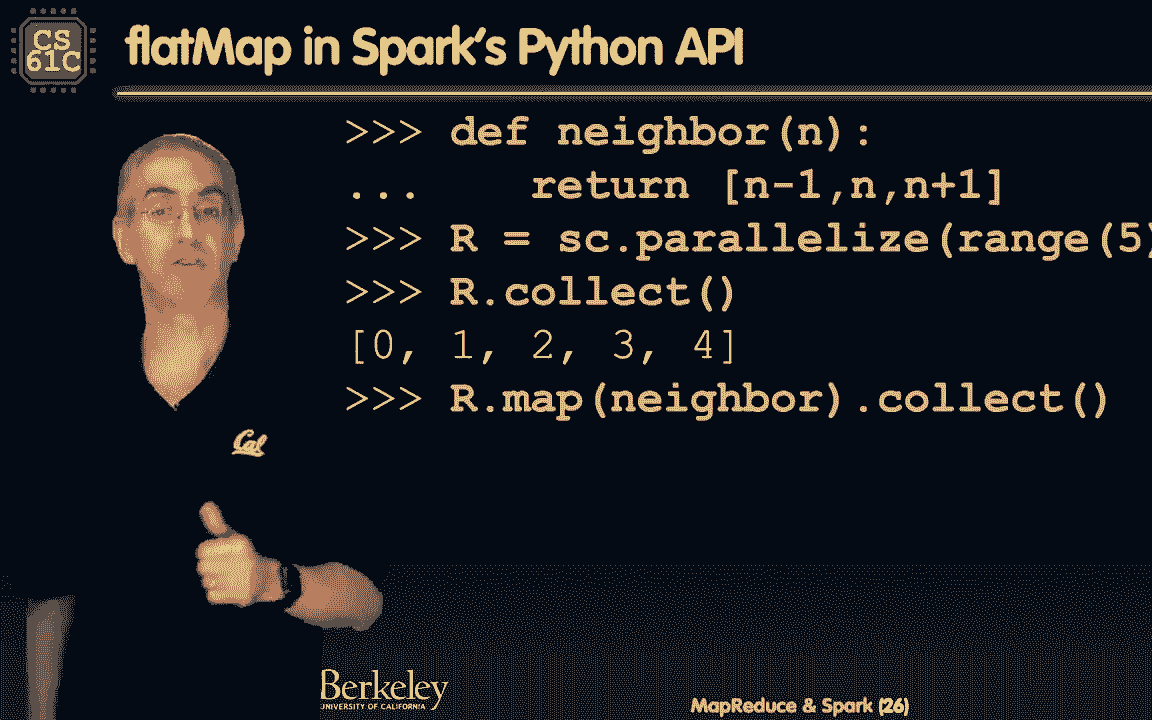 CS
61C
flatMap in Spark's Python API
>>> def neighbor(n):
...    return [n-1,n,n+1]
>>> R = sc.parallelize(range(5)
>>> R.collect()
[0, 1, 2, 3, 4]
>>> R.map(neighbor).collect()
Cal
Berkeley
UNIVERSITY OF CALIFORNIA
MapReduce & Spark (26)